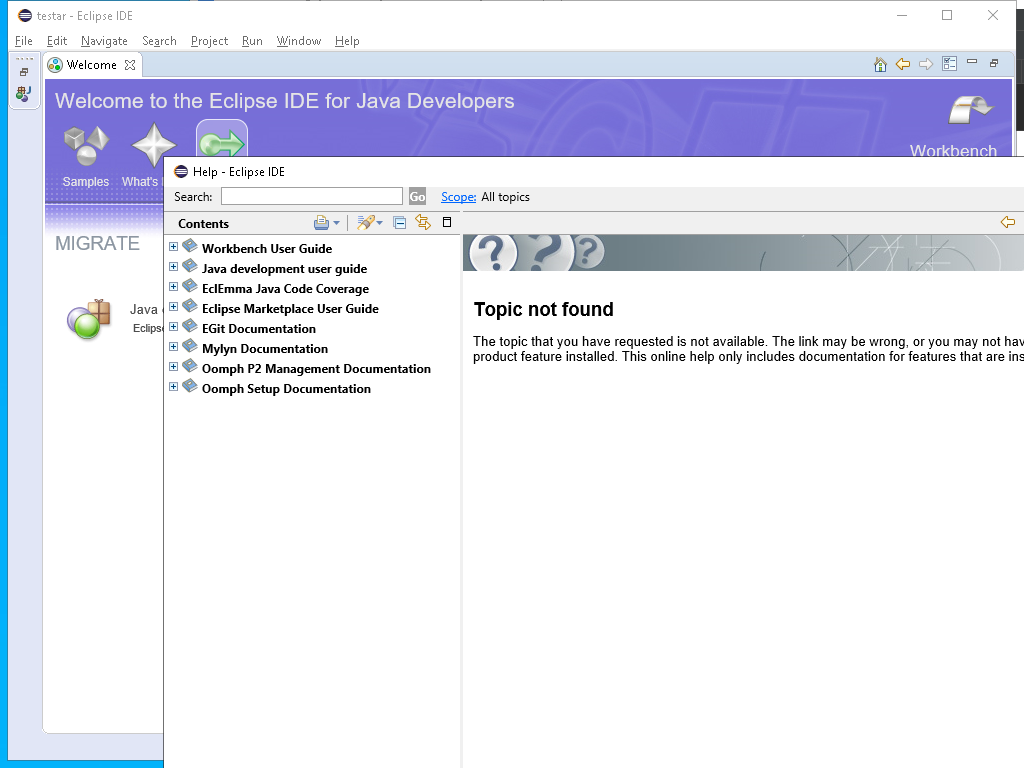 testar - Eclipse IDE
File Edit Navigate Search Project Run Window Help
Welcome
Welcome to the Eclipse IDE for Java Developers
Workbench
Samples What's
MIGRATE
Java
Eclipse
Help - Eclipse IDE
Search: Go Scope: All topics
Contents
Workbench User Guide
Java development user guide
EclEmma Java Code Coverage
Eclipse Marketplace User Guide
EGit Documentation
Mylyn Documentation
Oomph P2 Management Documentation
Oomph Setup Documentation
Topic not found
The topic that you have requested is not available. The link may be wrong, or you may not hav
product feature installed. This online help only includes documentation for features that are ins